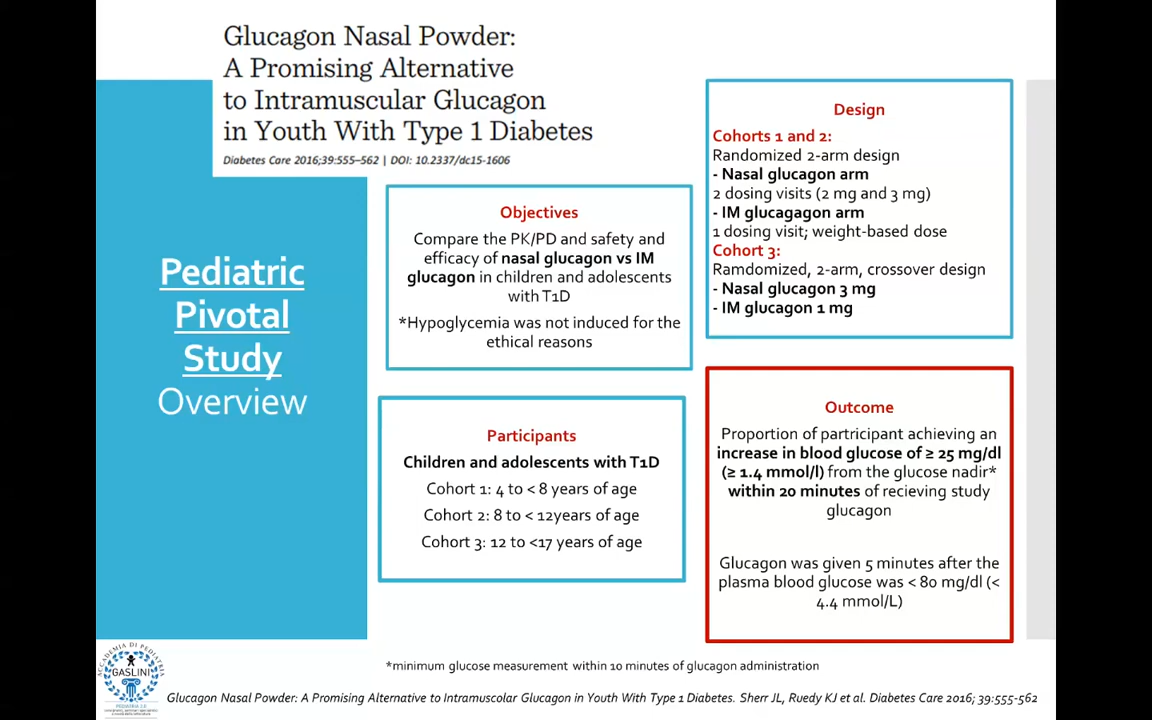 Glucagon Nasal Powder:
A Promising Alternative
to Intramuscular Glucagon
in Youth With Type 1 Diabetes
Diabetes Care 2016;39:555–562 | DOI: 10.2337/dc15-1606
Pediatric
Pivotal
Study
Overview
Objectives
Compare the PK/PD and safety and
efficacy of nasal glucagon vs IM
glucagon in children and adolescents
with T1D
*Hypoglycemia was not induced for the
ethical reasons
Participants
Children and adolescents with T1D
Cohort 1: 4 to < 8 years of age
Cohort 2: 8 to < 12years of age
Cohort 3: 12 to <17 years of age
Design
Cohorts 1 and 2:
Randomized 2-arm design
- Nasal glucagon arm
2 dosing visits (2 mg and 3 mg)
- IM glucagagon arm
1 dosing visit; weight-based dose
Cohort 3:
Ramdomized, 2-arm, crossover design
- Nasal glucagon 3 mg
- IM glucagon 1 mg
Outcome
Proportion of partricipant achieving an
increase in blood glucose of ≥ 25 mg/dl
(≥ 1.4 mmol/l) from the glucose nadir*
within 20 minutes of recieving study
glucagon
Glucagon was given 5 minutes after the
plasma blood glucose was < 80 mg/dl (<
4.4 mmol/L)
*minimum glucose measurement within 10 minutes of glucagon administration
ACCADEMIA DI PEDIATRIA
GASLINI
PEDIATRIA 2.0
Glucagon Nasal Powder: A Promising Alternative to Intramuscolar Glucogon in Youth With Type 1 Diabetes. Sherr JL, Ruedy KJ et al. Diabetes Care 2016; 39:555-562